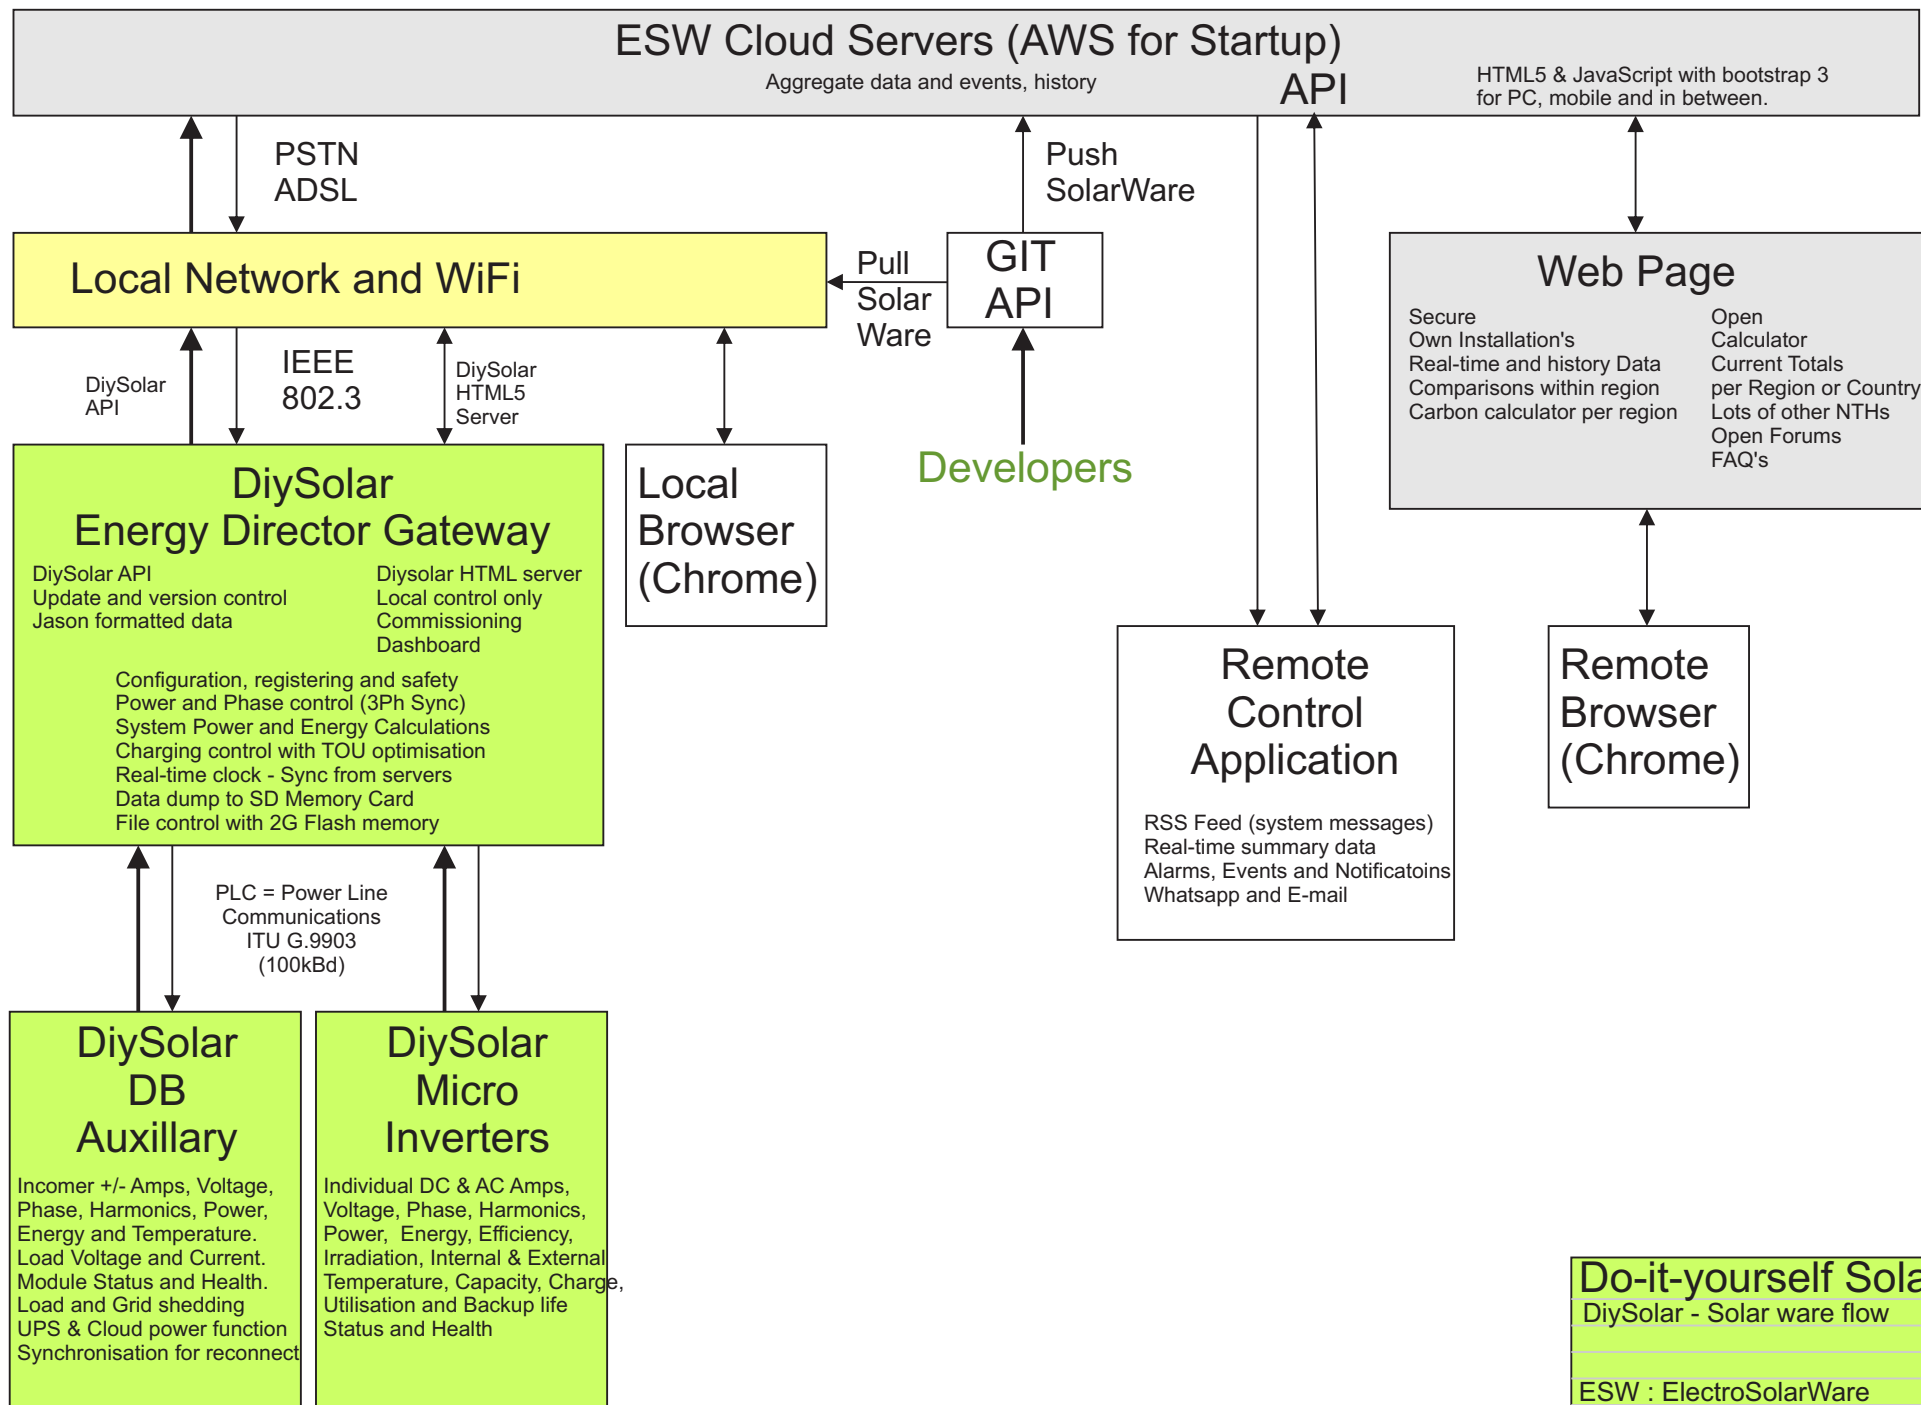 ESW Cloud Servers (AWS for Startup)
Aggregate data and events, history
API
HTML5 & JavaScript with bootstrap 3
for PC, mobile and in between.
PSTN
ADSL
Push
SolarWare
Local Network and WiFi
Pull
Solar
Ware
GIT
API
Web Page
Secure
Own Installation's
Real-time and history Data
Comparisons within region
Carbon calculator per region
Open
Calculator
Current Totals
per Region or Country
Lots of other NTHs
Open Forums
FAQ's
DiySolar
API
IEEE
802.3
DiySolar
HTML5
Server
Developers
DiySolar
Energy Director Gateway
DiySolar API
Update and version control
Jason formatted data
Diysolar HTML server
Local control only
Commissioning
Dashboard
Configuration, registering and safety
Power and Phase control (3Ph Sync)
System Power and Energy Calculations
Charging control with TOU optimisation
Real-time clock - Sync from servers
Data dump to SD Memory Card
File control with 2G Flash memory
Local
Browser
(Chrome)
Remote
Control
Application
RSS Feed (system messages)
Real-time summary data
Alarms, Events and Notificatoins
Whatsapp and E-mail
Remote
Browser
(Chrome)
PLC = Power Line
Communications
ITU G.9903
(100kBd)
DiySolar
DB
Auxillary
Incomer +/- Amps, Voltage,
Phase, Harmonics, Power,
Energy and Temperature.
Load Voltage and Current.
Module Status and Health.
Load and Grid shedding
UPS & Cloud power function
Synchronisation for reconnect
DiySolar
Micro
Inverters
Individual DC & AC Amps,
Voltage, Phase, Harmonics,
Power, Energy, Efficiency,
Irradiation, Internal & External
Temperature, Capacity, Charge,
Utilisation and Backup life
Status and Health
Do-it-yourself Sola
DiySolar - Solar ware flow
ESW : ElectroSolarWare